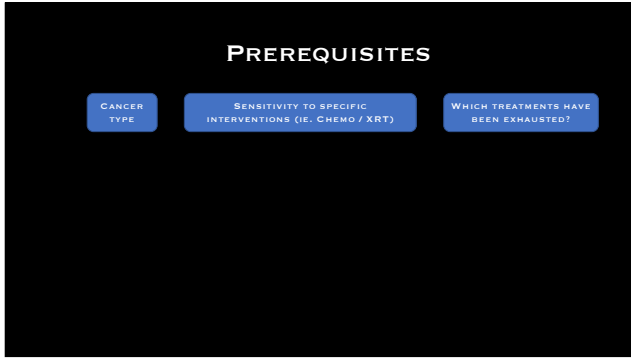 Prerequisites
Cancer
type
Sensitivity to specific
interventions (ie. Chemo / XRT)
Which treatments have
been exhausted?